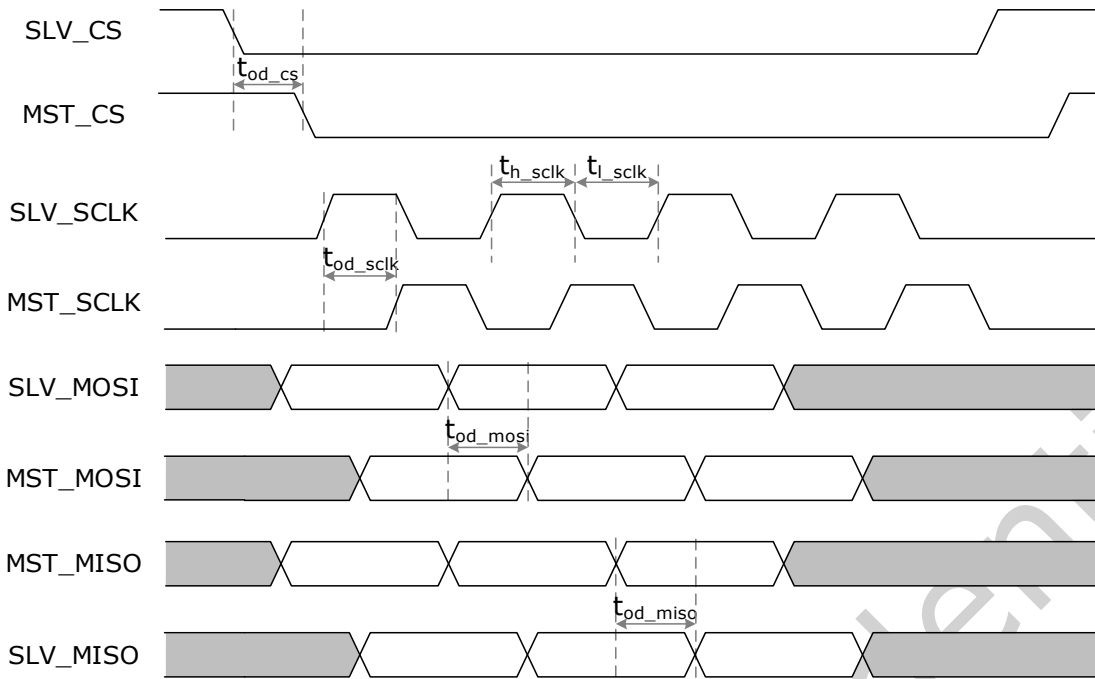 SLV_CS
t_od_cs
MST_CS
t_h_sclk t_l_sclk
SLV_SCLK
t_od_sclk
MST_SCLK
SLV_MOSI
t_od_mosi
MST_MOSI
MST_MISO
t_od_miso
SLV_MISO